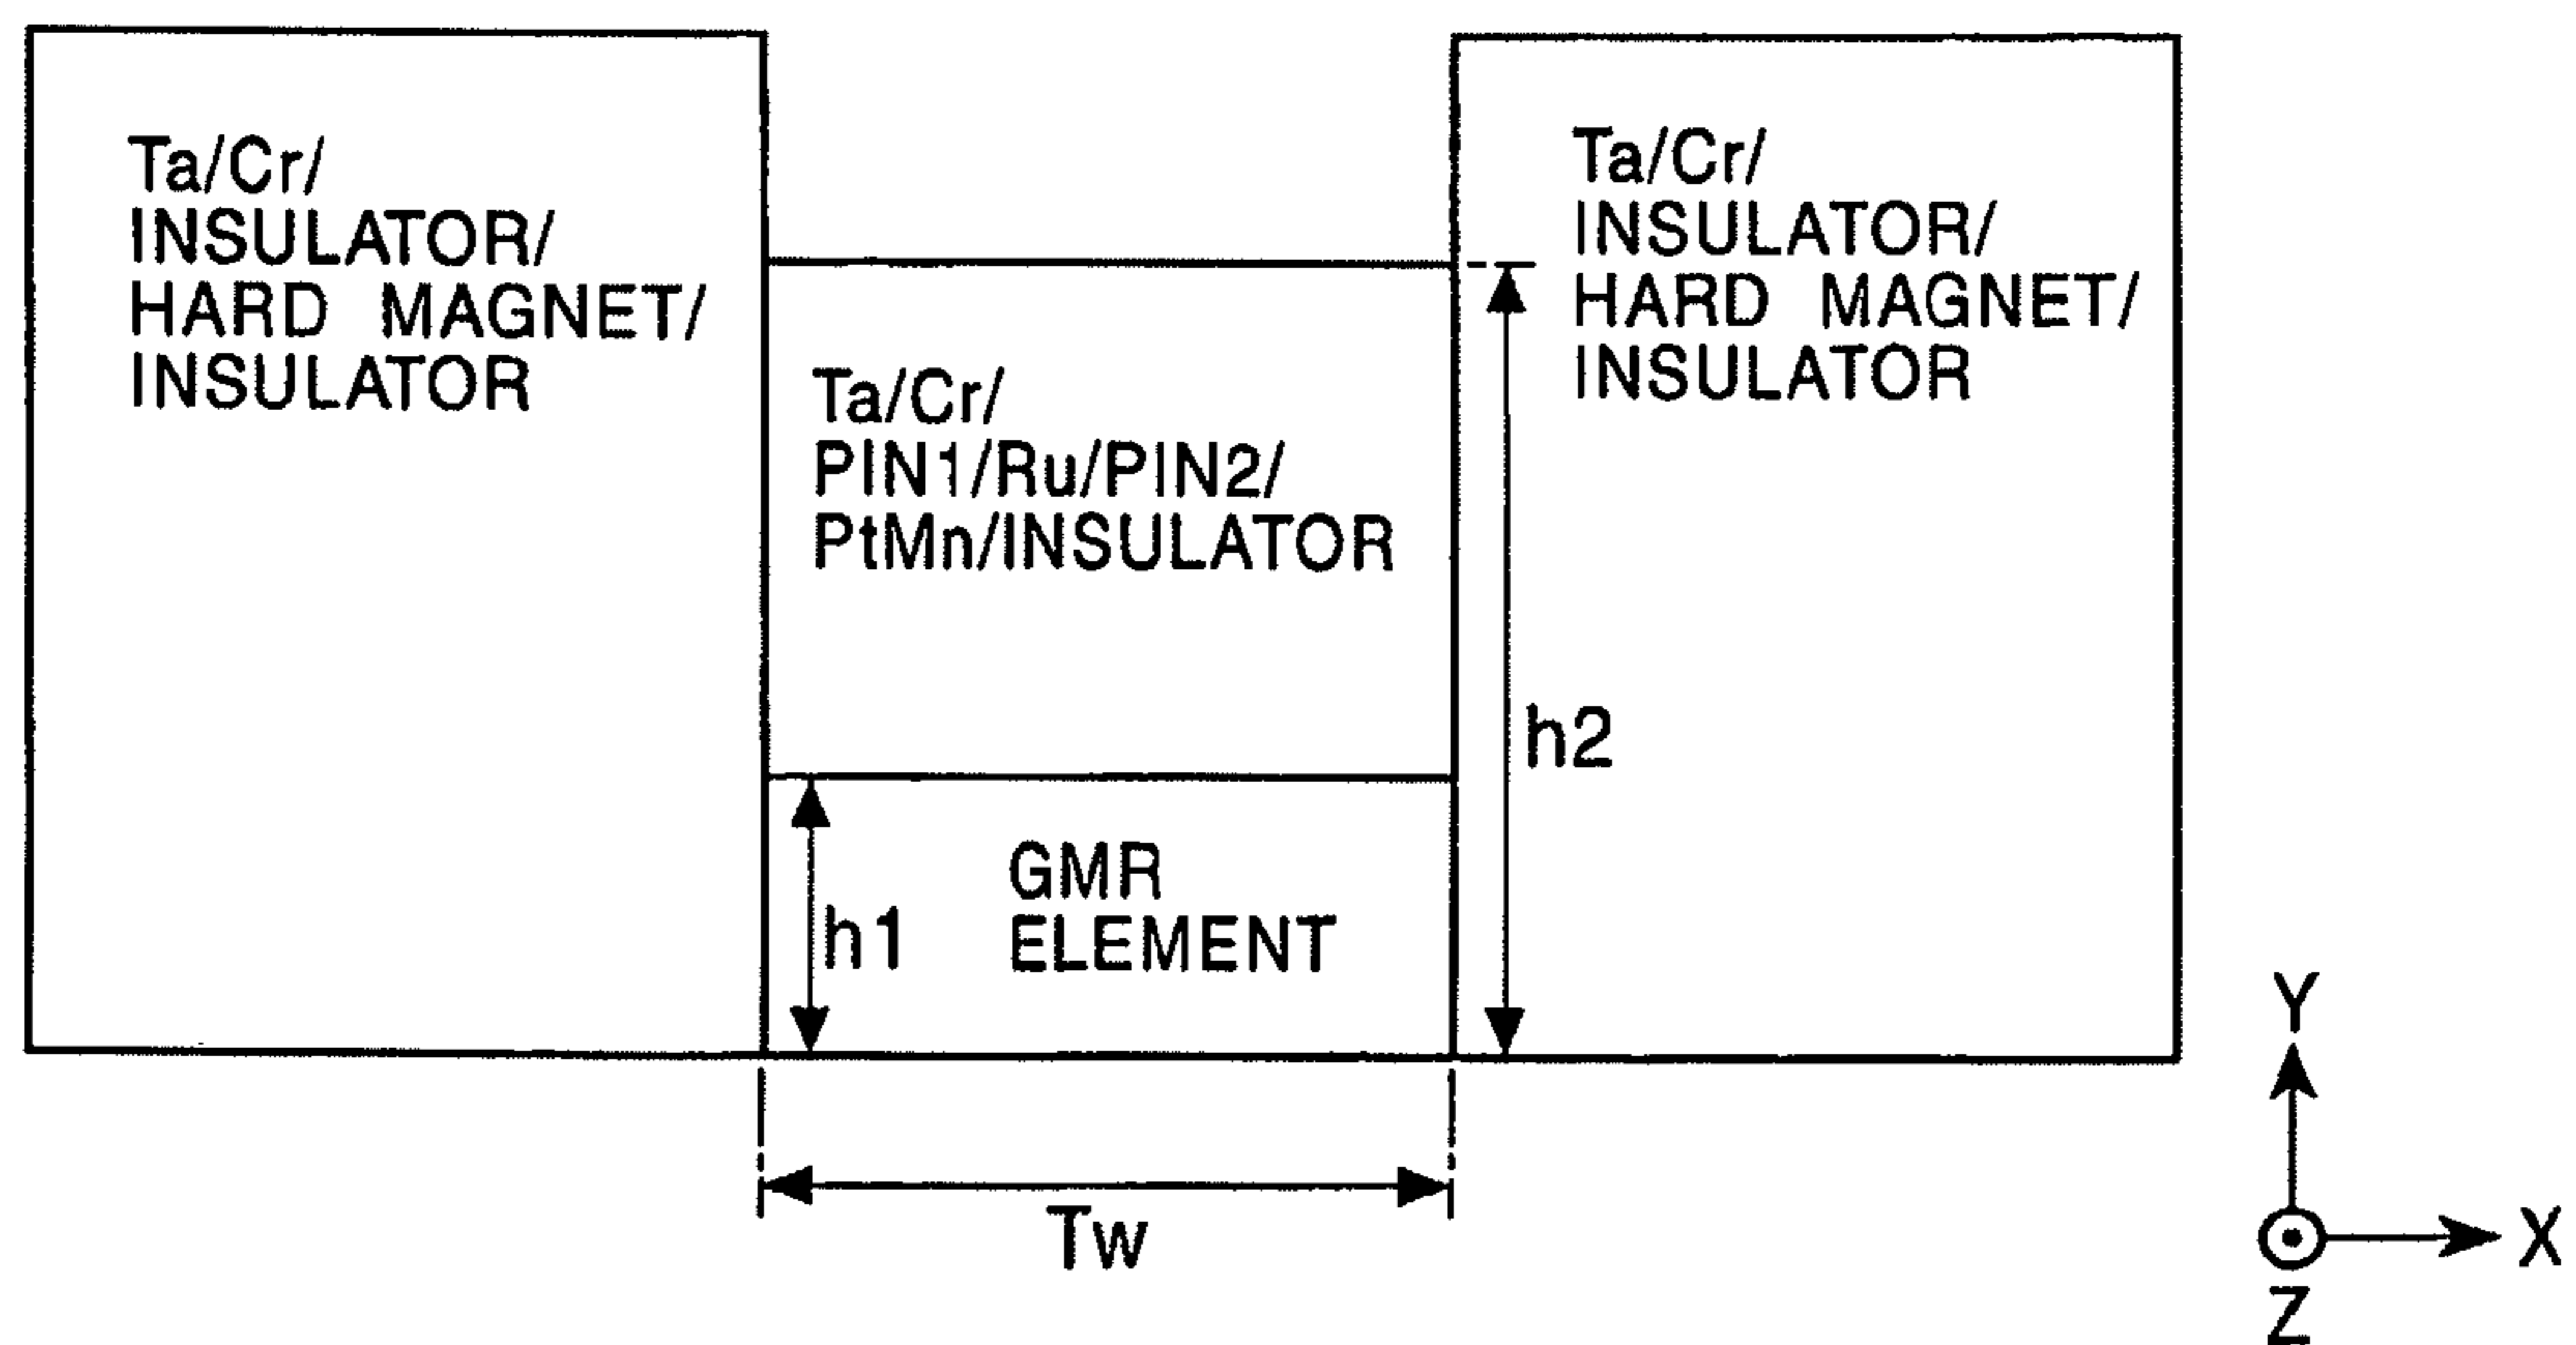 Ta/Cr/
INSULATOR/
HARD MAGNET/
INSULATOR
Ta/Cr/
PIN1/Ru/PIN2/
PtMn/INSULATOR
Ta/Cr/
INSULATOR/
HARD MAGNET/
INSULATOR
h2
h1
GMR
ELEMENT
Tw
Y
X
Z